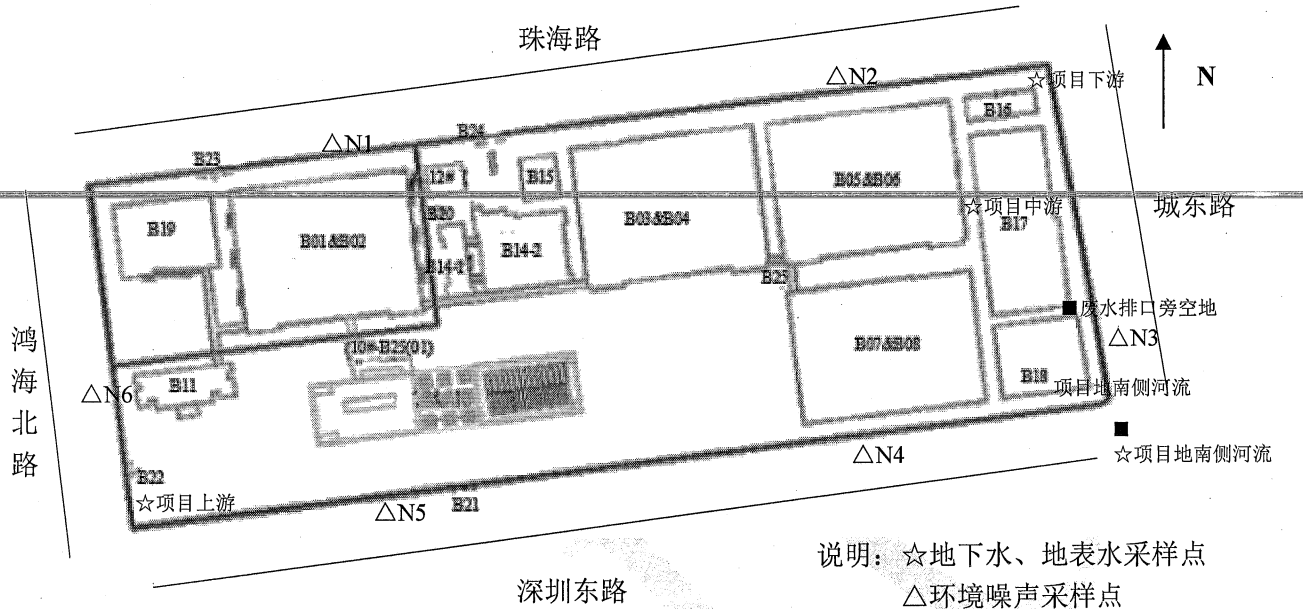 珠海路
△N2
☆项目下游
N
B16
△N1
B24
B23
12#
B15
B05&B06
☆项目中游
城东路
B20
B03&B04
B17
B19
B01&B02
B14-1
B14-2
B25
废水排口旁空地
△N3
鸿海北路
10#-B25(01)
B07&B08
B18
项目地南侧河流
B11
△N6
☆项目地南侧河流
△N4
B22
☆项目上游
△N5
B21
深圳东路
说明：☆地下水、地表水采样点
△环境噪声采样点